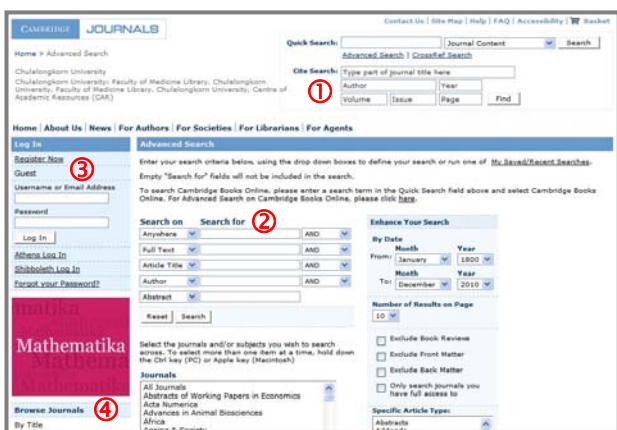 Contact Us | Site Map | Help | FAQ | Accessibility | Basket
CAMBRIDGE JOURNALS
Quick Search: Journal Content Search
Home > Advanced Search
Advanced Search | CrossRef Search
Chulalongkorn University
Chulalongkorn University: Faculty of Medicine Library, Chulalongkorn
University, Faculty of Medicine Library, Chulalongkorn University, Centre of
Academic Resources (CAR)
Cite Search: Type part of journal title here
①
Author Year
Volume Issue Page Find
Home | About Us | News | For Authors | For Societies | For Librarians | For Agents
Log In
Register Now
③
Guest
Username or Email Address
Password
Log In
Athens Log In
Shibboleth Log In
Forgot your Password?
matika
Mathematika
Mathema
Mathematika
Browse Journals ④
By Title
Advanced Search
Enter your search criteria below, using the drop down boxes to define your search or run one of My Saved/Recent Searches.
Empty "Search for" fields will not be included in the search.
To search Cambridge Books Online, please enter a search term in the Quick Search field above and select Cambridge Books
Online. For Advanced Search on Cambridge Books Online, please click here.
Search on Search for ②
Anywhere AND
Full Text AND
Article Title AND
Author AND
Abstract
Reset Search
Select the journals and/or subjects you wish to search
across. To select more than one item at a time, hold down
the Ctrl key (PC) or Apple key (Macintosh)
Journals
All Journals
Abstracts of Working Papers in Economics
Acta Numerica
Advances in Animal Biosciences
Africa
Ageing & Society
Enhance Your Search
By Date
Month Year
From: January 1800
Month Year
To: December 2010
Number of Results on Page
10
Exclude Book Reviews
Exclude Front Matter
Exclude Back Matter
Only search journals you
have full access to
Specific Article Type:
Abstracts